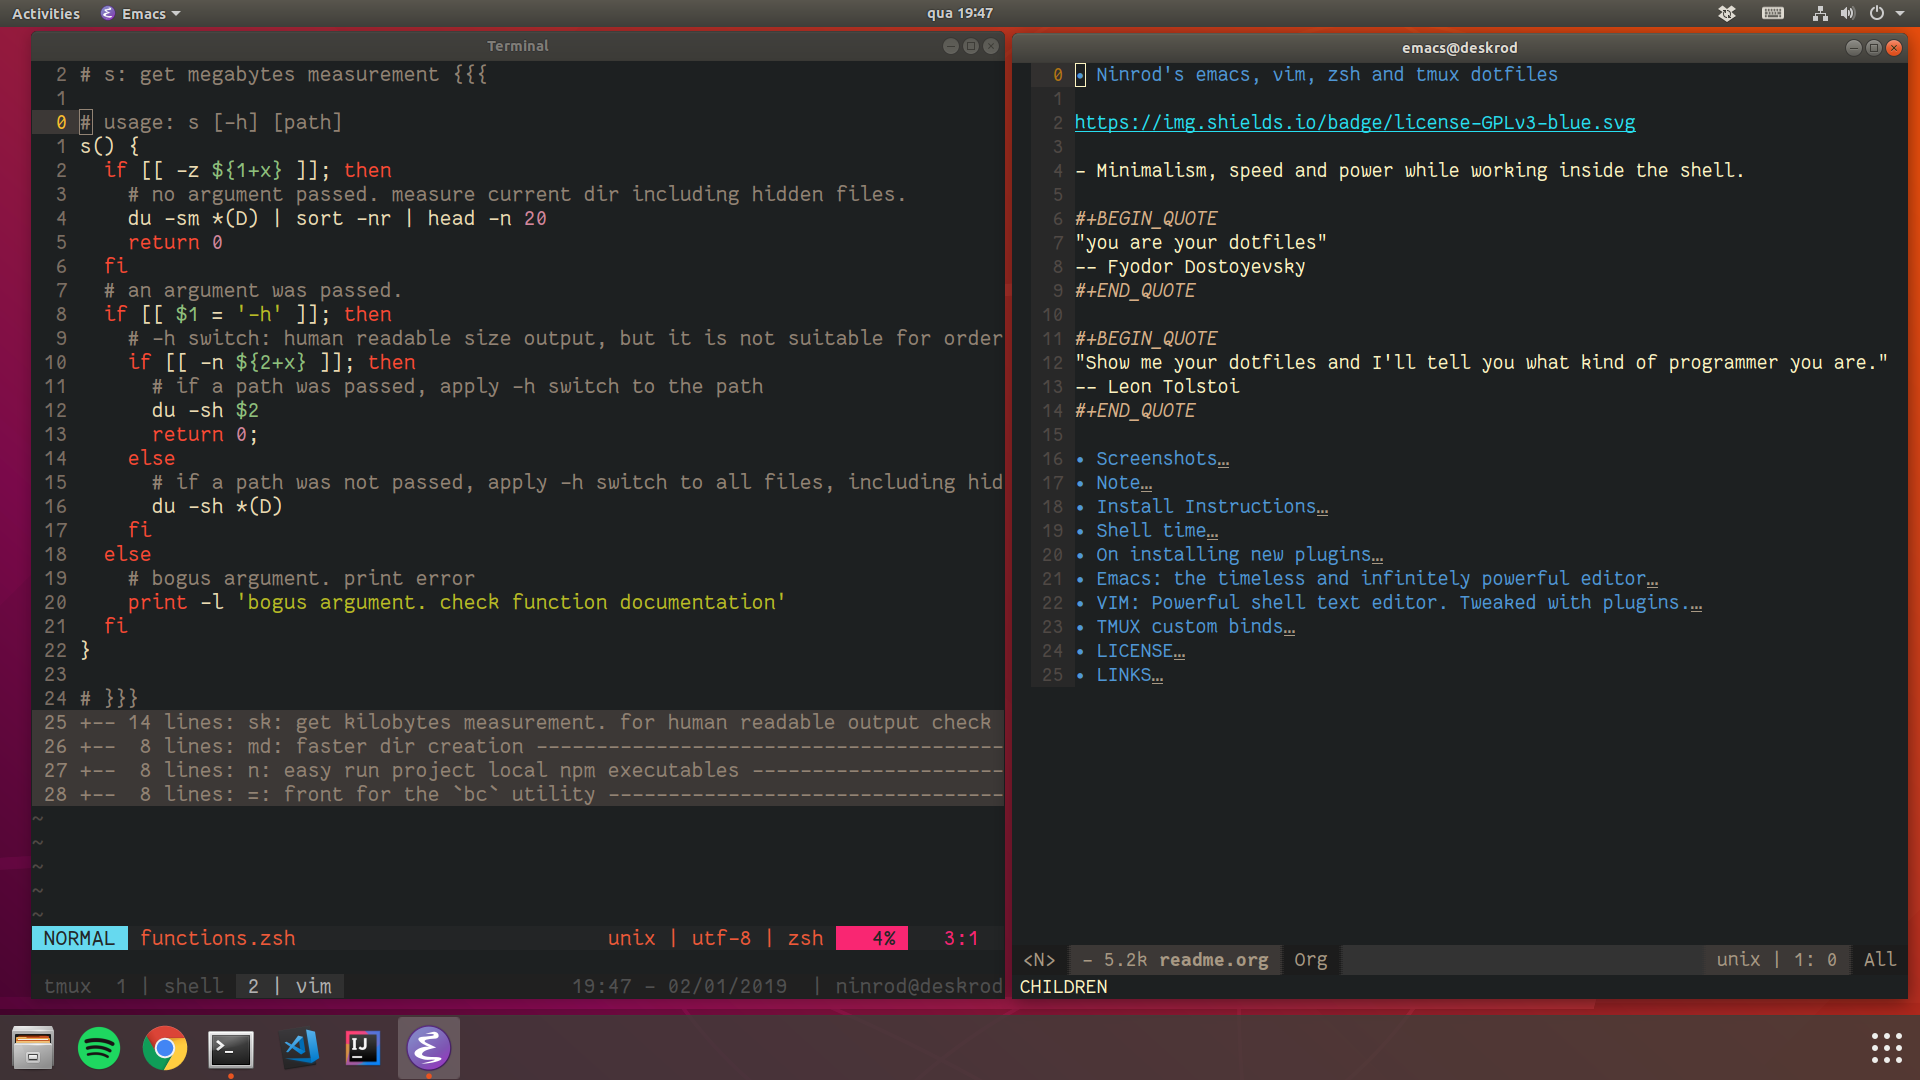 Activities Emacs
qua 19:47
Terminal
2 # s: get megabytes measurement {{{
1
0 # usage: s [-h] [path]
1 s() {
2 if [[ -z ${1+x} ]]; then
3 # no argument passed. measure current dir including hidden files.
4 du -sm *(D) | sort -nr | head -n 20
5 return 0
6 fi
7 # an argument was passed.
8 if [[ $1 = '-h' ]]; then
9 # -h switch: human readable size output, but it is not suitable for order
10 if [[ -n ${2+x} ]]; then
11 # if a path was passed, apply -h switch to the path
12 du -sh $2
13 return 0;
14 else
15 # if a path was not passed, apply -h switch to all files, including hid
16 du -sh *(D)
17 fi
18 else
19 # bogus argument. print error
20 print -l 'bogus argument. check function documentation'
21 fi
22 }
23
24 # }}}
25 +-- 14 lines: sk: get kilobytes measurement. for human readable output check
26 +-- 8 lines: md: faster dir creation ---------------------------------------
27 +-- 8 lines: n: easy run project local npm executables ---------------------
28 +-- 8 lines: =: front for the `bc` utility ---------------------------------
~
~
~
~
~
NORMAL functions.zsh unix | utf-8 | zsh 4% 3:1
tmux 1 | shell 2 | vim 19:47 - 02/01/2019 | ninrod@deskrod
emacs@deskrod
0 • Ninrod's emacs, vim, zsh and tmux dotfiles
1
2 https://img.shields.io/badge/license-GPLv3-blue.svg
3
4 - Minimalism, speed and power while working inside the shell.
5
6 #+BEGIN_QUOTE
7 "you are your dotfiles"
8 -- Fyodor Dostoyevsky
9 #+END_QUOTE
10
11 #+BEGIN_QUOTE
12 "Show me your dotfiles and I'll tell you what kind of programmer you are."
13 -- Leon Tolstoi
14 #+END_QUOTE
15
16 • Screenshots…
17 • Note…
18 • Install Instructions…
19 • Shell time…
20 • On installing new plugins…
21 • Emacs: the timeless and infinitely powerful editor…
22 • VIM: Powerful shell text editor. Tweaked with plugins.…
23 • TMUX custom binds…
24 • LICENSE…
25 • LINKS…
<N> - 5.2k readme.org Org unix | 1: 0 All
CHILDREN
>_
IJ